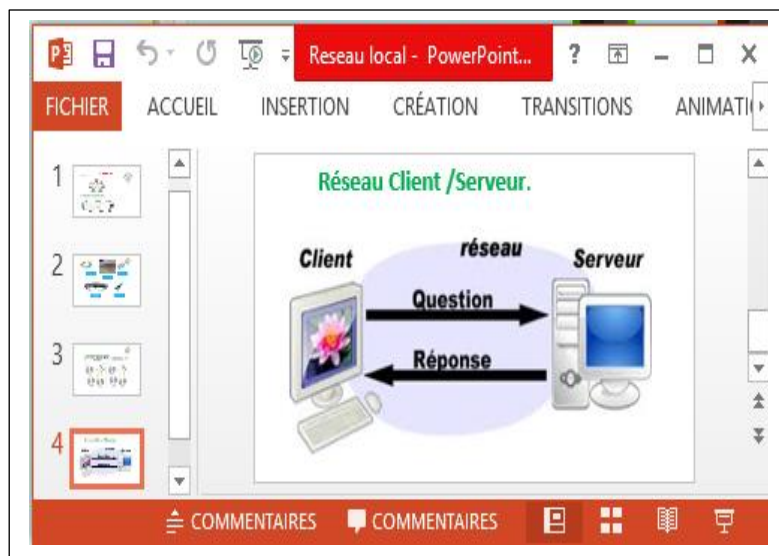 Reseau local - PowerPoint... ?
FICHIER ACCUEIL INSERTION CRÉATION TRANSITIONS ANIMATI
1
2
3
4
Réseau Client /Serveur.
Client réseau Serveur
Question
Réponse
COMMENTAIRES COMMENTAIRES